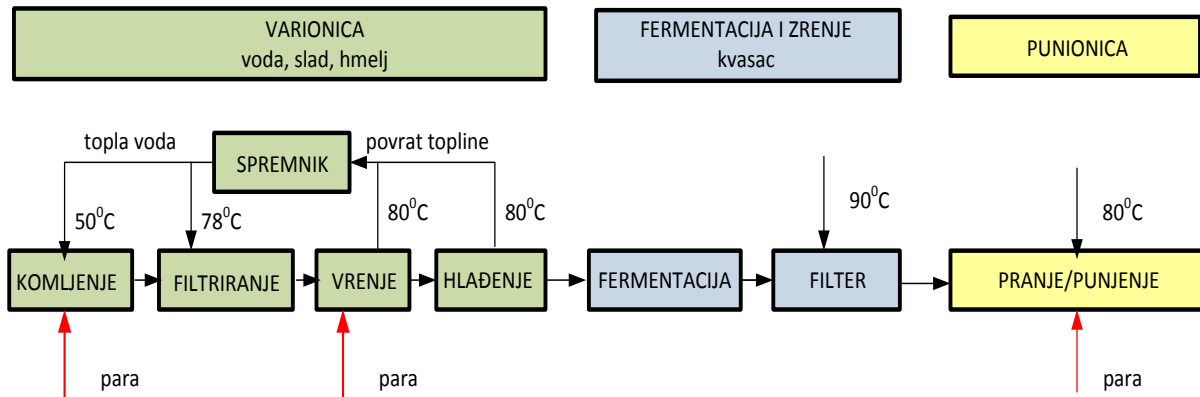 VARIONICA
voda, slad, hmelj
FERMENTACIJA I ZRENJE
kvasac
PUNIONICA
topla voda
SPREMNIK
povrat topline
50⁰C
78⁰C
80⁰C
80⁰C
90⁰C
80⁰C
KOMLJENJE
FILTRIRANJE
VRENJE
HLAĐENJE
FERMENTACIJA
FILTER
PRANJE/PUNJENJE
para
para
para